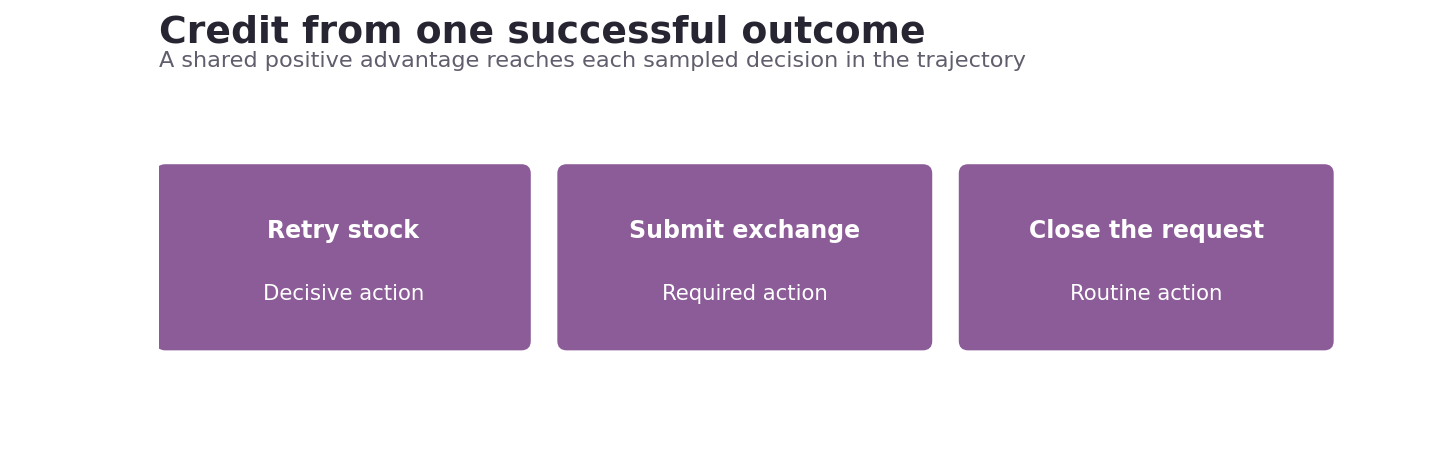 Credit from one successful outcome
A shared positive advantage reaches each sampled decision in the trajectory
Retry stock
Decisive action
Submit exchange
Required action
Close the request
Routine action